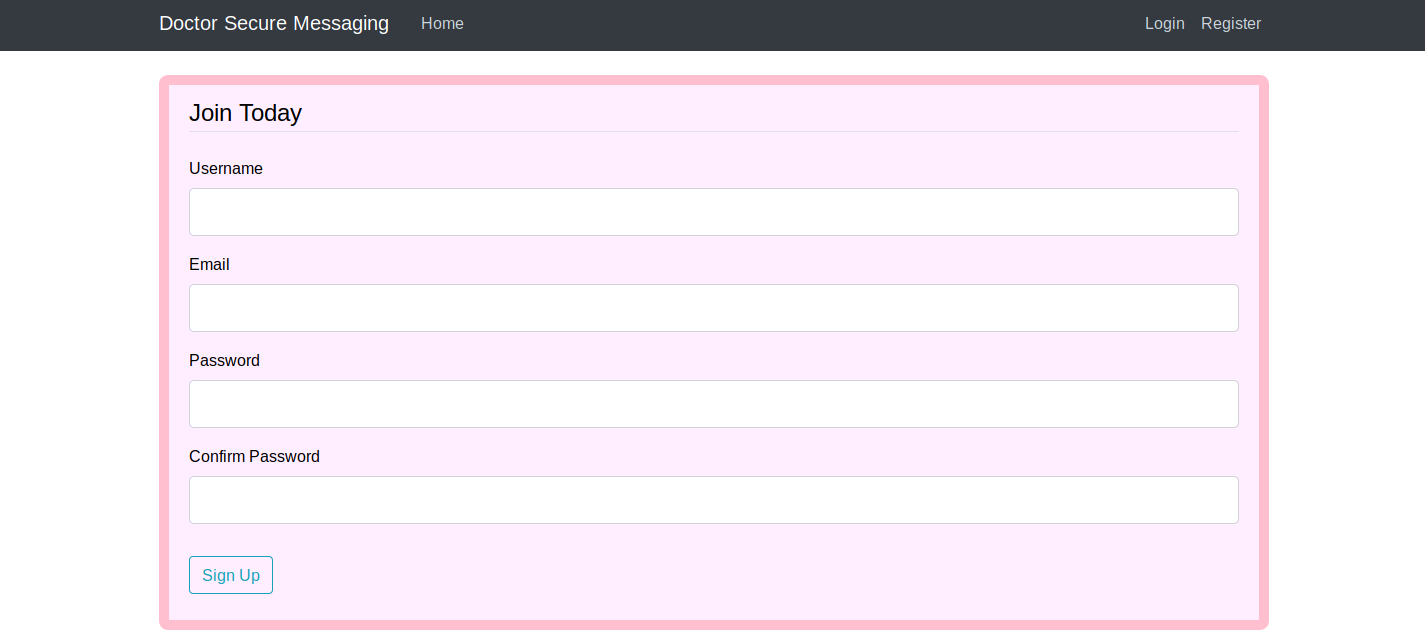 Doctor Secure Messaging Home Login Register
Join Today
Username
Email
Password
Confirm Password
Sign Up